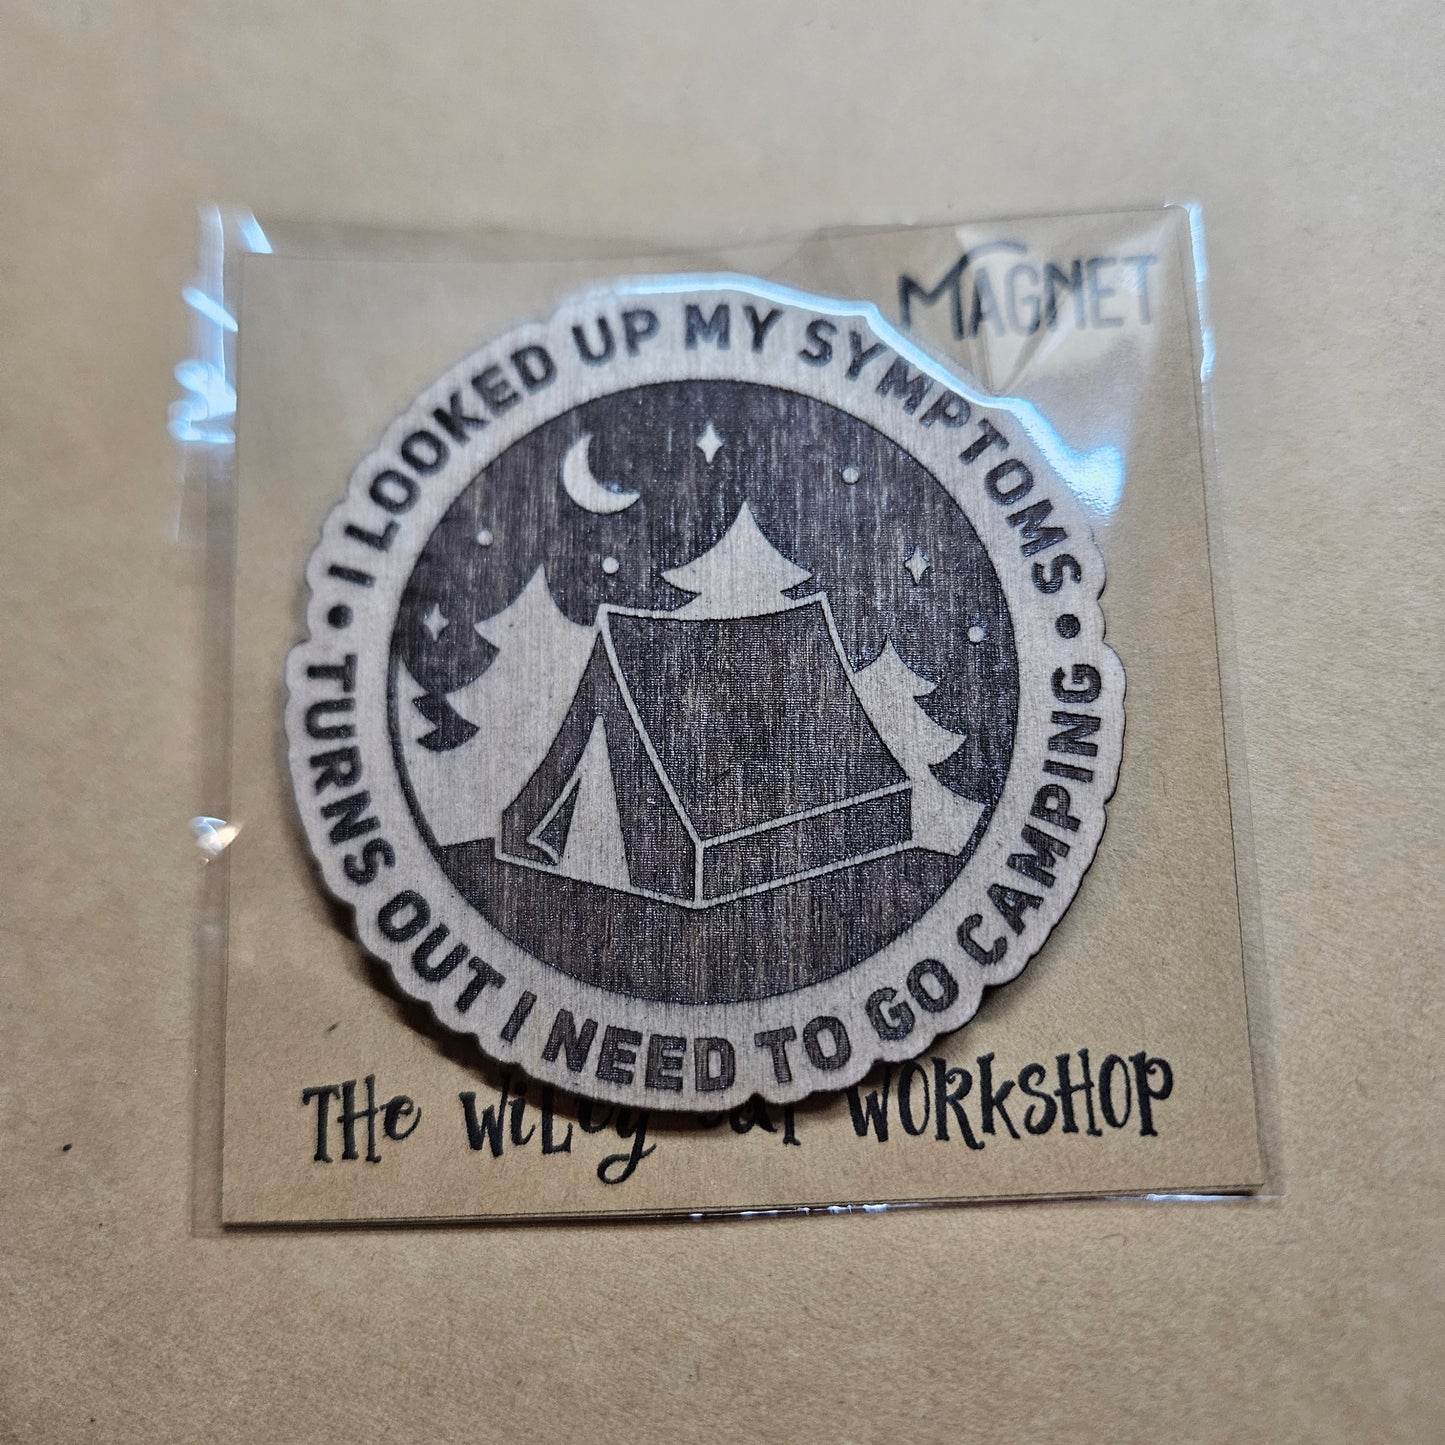 MAGNET
I LOOKED UP MY SYMPTOMS
• TURNS OUT I NEED TO GO CAMPING •
THe WORKSHOP